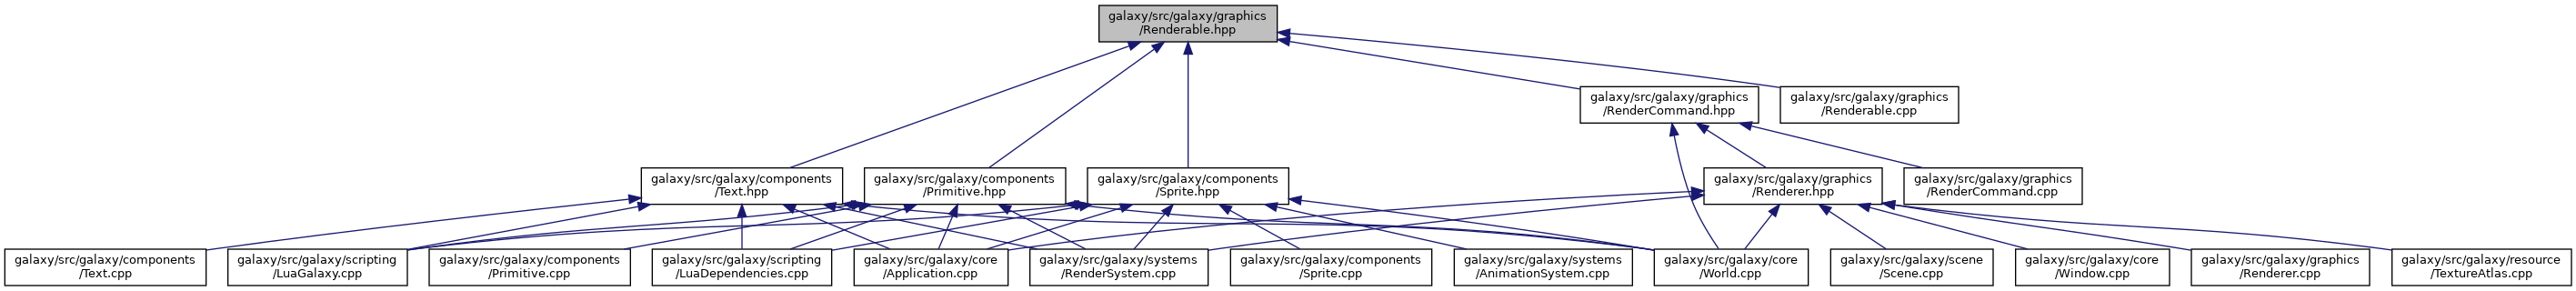 galaxy/src/galaxy/graphics
/Renderable.hpp
galaxy/src/galaxy/graphics
/RenderCommand.hpp
galaxy/src/galaxy/graphics
/Renderable.cpp
galaxy/src/galaxy/components
/Text.hpp
galaxy/src/galaxy/components
/Primitive.hpp
galaxy/src/galaxy/components
/Sprite.hpp
galaxy/src/galaxy/graphics
/Renderer.hpp
galaxy/src/galaxy/graphics
/RenderCommand.cpp
galaxy/src/galaxy/components
/Text.cpp
galaxy/src/galaxy/scripting
/LuaGalaxy.cpp
galaxy/src/galaxy/components
/Primitive.cpp
galaxy/src/galaxy/scripting
/LuaDependencies.cpp
galaxy/src/galaxy/core
/Application.cpp
galaxy/src/galaxy/systems
/RenderSystem.cpp
galaxy/src/galaxy/components
/Sprite.cpp
galaxy/src/galaxy/systems
/AnimationSystem.cpp
galaxy/src/galaxy/core
/World.cpp
galaxy/src/galaxy/scene
/Scene.cpp
galaxy/src/galaxy/core
/Window.cpp
galaxy/src/galaxy/graphics
/Renderer.cpp
galaxy/src/galaxy/resource
/TextureAtlas.cpp